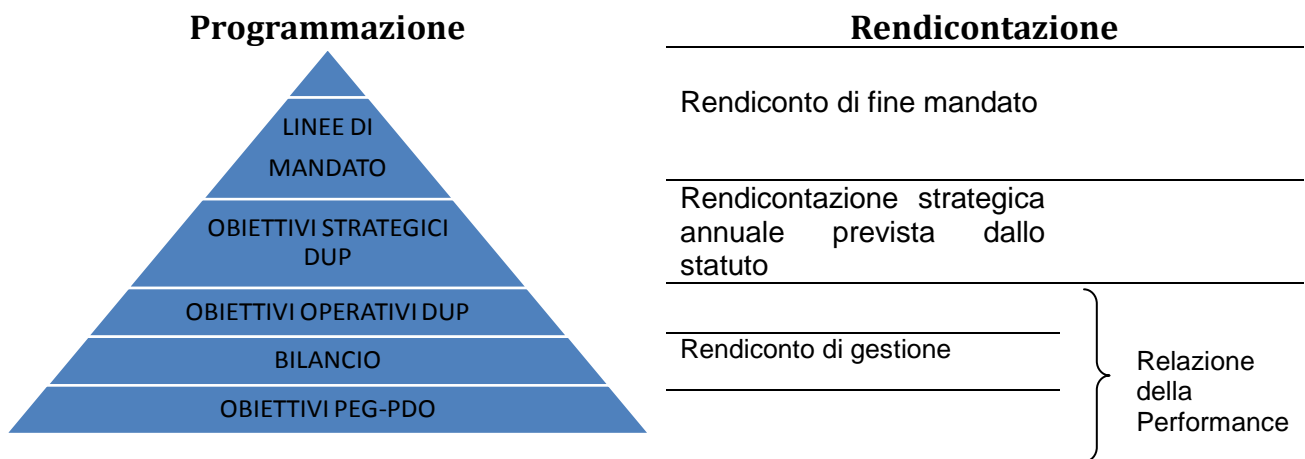 Programmazione
LINEE DI
MANDATO
OBIETTIVI STRATEGICI
DUP
OBIETTIVI OPERATIVI DUP
BILANCIO
OBIETTIVI PEG-PDO
Rendicontazione
Rendiconto di fine mandato
Rendicontazione strategica
annuale prevista dallo
statuto
Rendiconto di gestione
Relazione
della
Performance